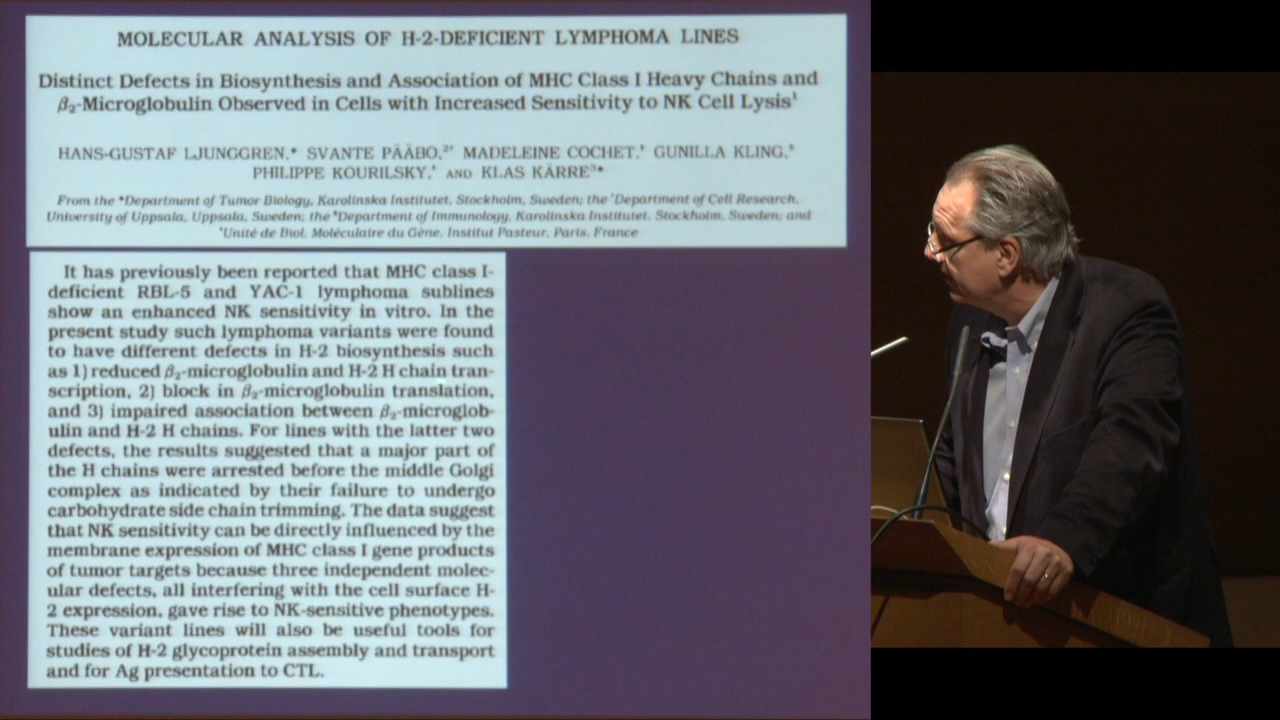 MOLECULAR ANALYSIS OF H-2-DEFICIENT LYMPHOMA LINES
Distinct Defects in Biosynthesis and Association of MHC Class I Heavy Chains and
β₂-Microglobulin Observed in Cells with Increased Sensitivity to NK Cell Lysis¹
HANS-GUSTAF LJUNGGREN,* SVANTE PÄÄBO,²† MADELEINE COCHET,‡ GUNILLA KLING,§
PHILIPPE KOURILSKY,‡ AND KLAS KÄRRE³*
From the *Department of Tumor Biology, Karolinska Institutet, Stockholm, Sweden; the †Department of Cell Research,
University of Uppsala, Uppsala, Sweden; the §Department of Immunology, Karolinska Institutet, Stockholm, Sweden; and
‡Unité de Biol. Moléculaire du Gène, Institut Pasteur, Paris, France
It has previously been reported that MHC class I-
deficient RBL-5 and YAC-1 lymphoma sublines
show an enhanced NK sensitivity in vitro. In the
present study such lymphoma variants were found
to have different defects in H-2 biosynthesis such
as 1) reduced β₂-microglobulin and H-2 H chain tran-
scription, 2) block in β₂-microglobulin translation,
and 3) impaired association between β₂-microglob-
ulin and H-2 H chains. For lines with the latter two
defects, the results suggested that a major part of
the H chains were arrested before the middle Golgi
complex as indicated by their failure to undergo
carbohydrate side chain trimming. The data suggest
that NK sensitivity can be directly influenced by the
membrane expression of MHC class I gene products
of tumor targets because three independent molec-
ular defects, all interfering with the cell surface H-
2 expression, gave rise to NK-sensitive phenotypes.
These variant lines will also be useful tools for
studies of H-2 glycoprotein assembly and transport
and for Ag presentation to CTL.